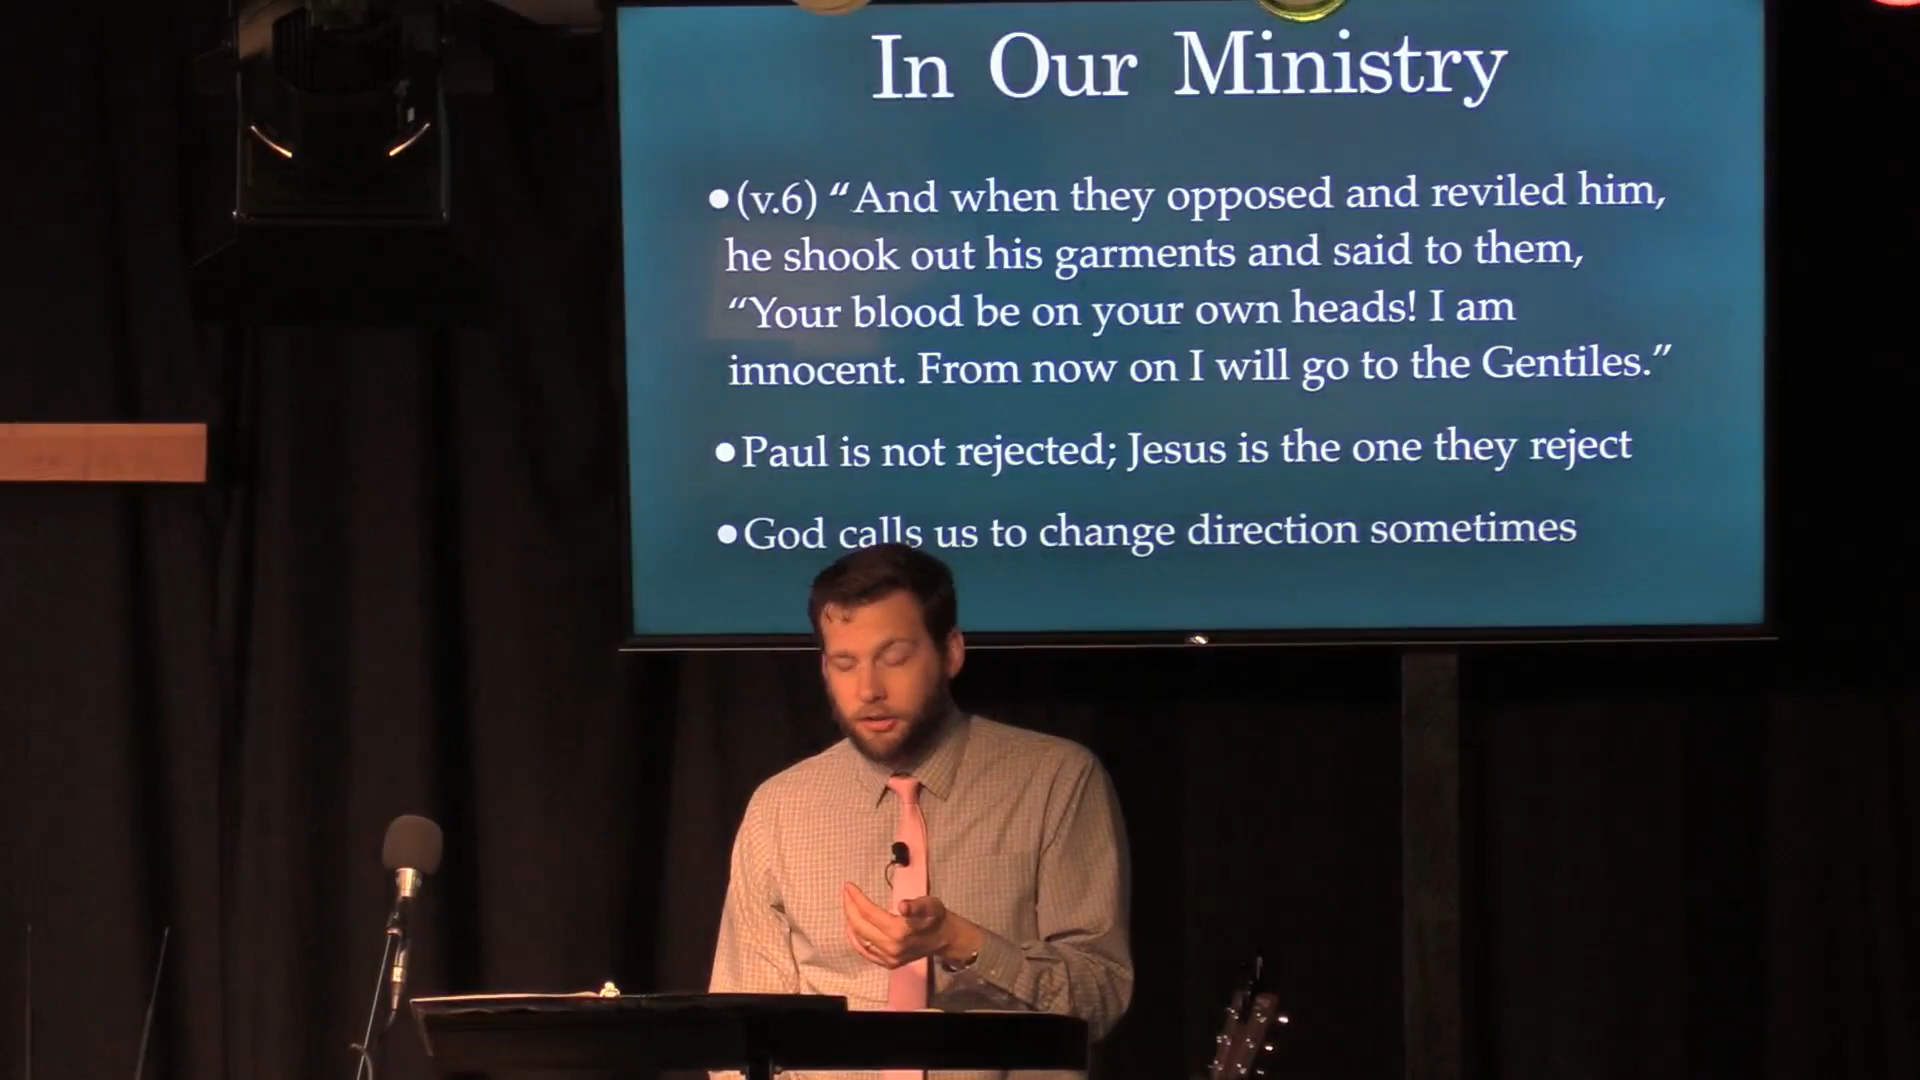 In Our Ministry
•(v.6) “And when they opposed and reviled him,
he shook out his garments and said to them,
“Your blood be on your own heads! I am
innocent. From now on I will go to the Gentiles.”
•Paul is not rejected; Jesus is the one they reject
•God calls us to change direction sometimes